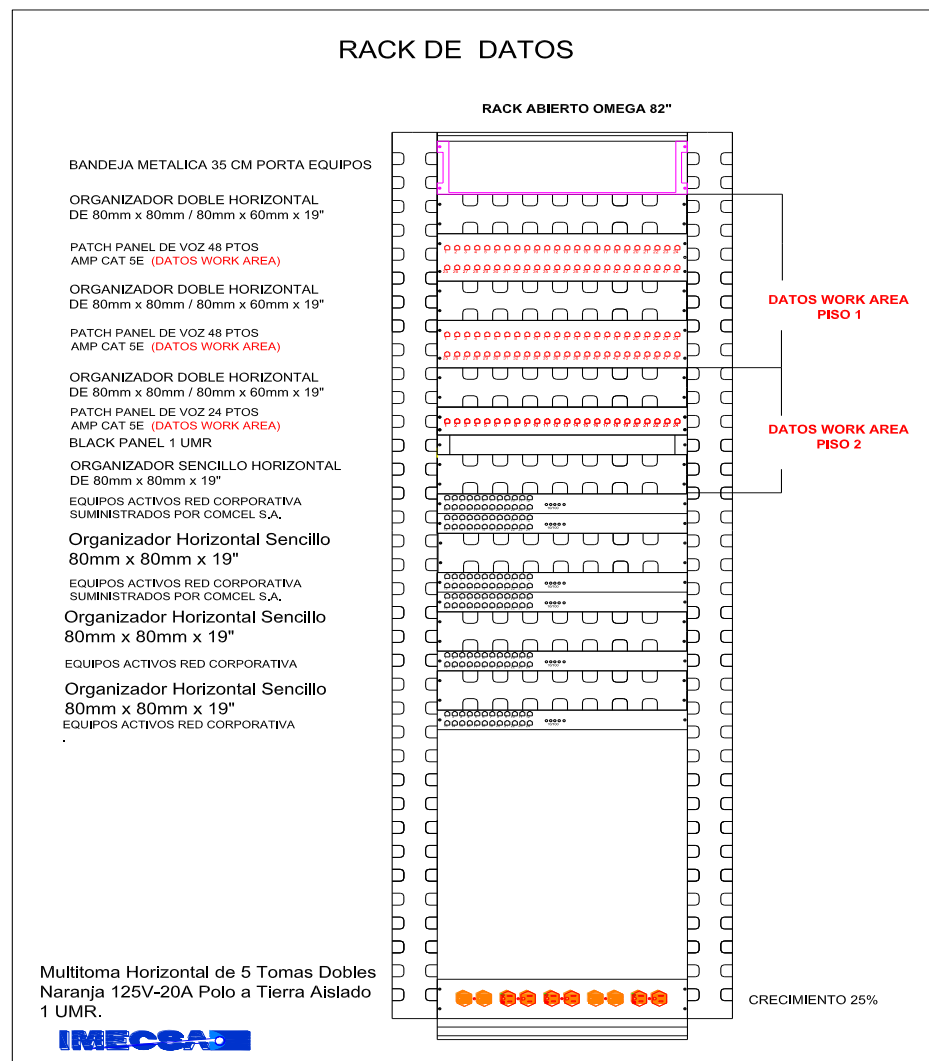 RACK DE DATOS
RACK ABIERTO OMEGA 82"
BANDEJA METALICA 35 CM PORTA EQUIPOS
ORGANIZADOR DOBLE HORIZONTAL
DE 80mm x 80mm / 80mm x 60mm x 19"
PATCH PANEL DE VOZ 48 PTOS
AMP CAT 5E (DATOS WORK AREA)
ORGANIZADOR DOBLE HORIZONTAL
DE 80mm x 80mm / 80mm x 60mm x 19"
DATOS WORK AREA
PISO 1
PATCH PANEL DE VOZ 48 PTOS
AMP CAT 5E (DATOS WORK AREA)
ORGANIZADOR DOBLE HORIZONTAL
DE 80mm x 80mm / 80mm x 60mm x 19"
PATCH PANEL DE VOZ 24 PTOS
AMP CAT 5E (DATOS WORK AREA)
DATOS WORK AREA
PISO 2
BLACK PANEL 1 UMR
ORGANIZADOR SENCILLO HORIZONTAL
DE 80mm x 80mm x 19"
EQUIPOS ACTIVOS RED CORPORATIVA
SUMINISTRADOS POR COMCEL S.A.
Organizador Horizontal Sencillo
80mm x 80mm x 19"
EQUIPOS ACTIVOS RED CORPORATIVA
SUMINISTRADOS POR COMCEL S.A.
Organizador Horizontal Sencillo
80mm x 80mm x 19"
EQUIPOS ACTIVOS RED CORPORATIVA
Organizador Horizontal Sencillo
80mm x 80mm x 19"
EQUIPOS ACTIVOS RED CORPORATIVA
.
Multitoma Horizontal de 5 Tomas Dobles
Naranja 125V-20A Polo a Tierra Aislado
1 UMR.
CRECIMIENTO 25%
IMECSA